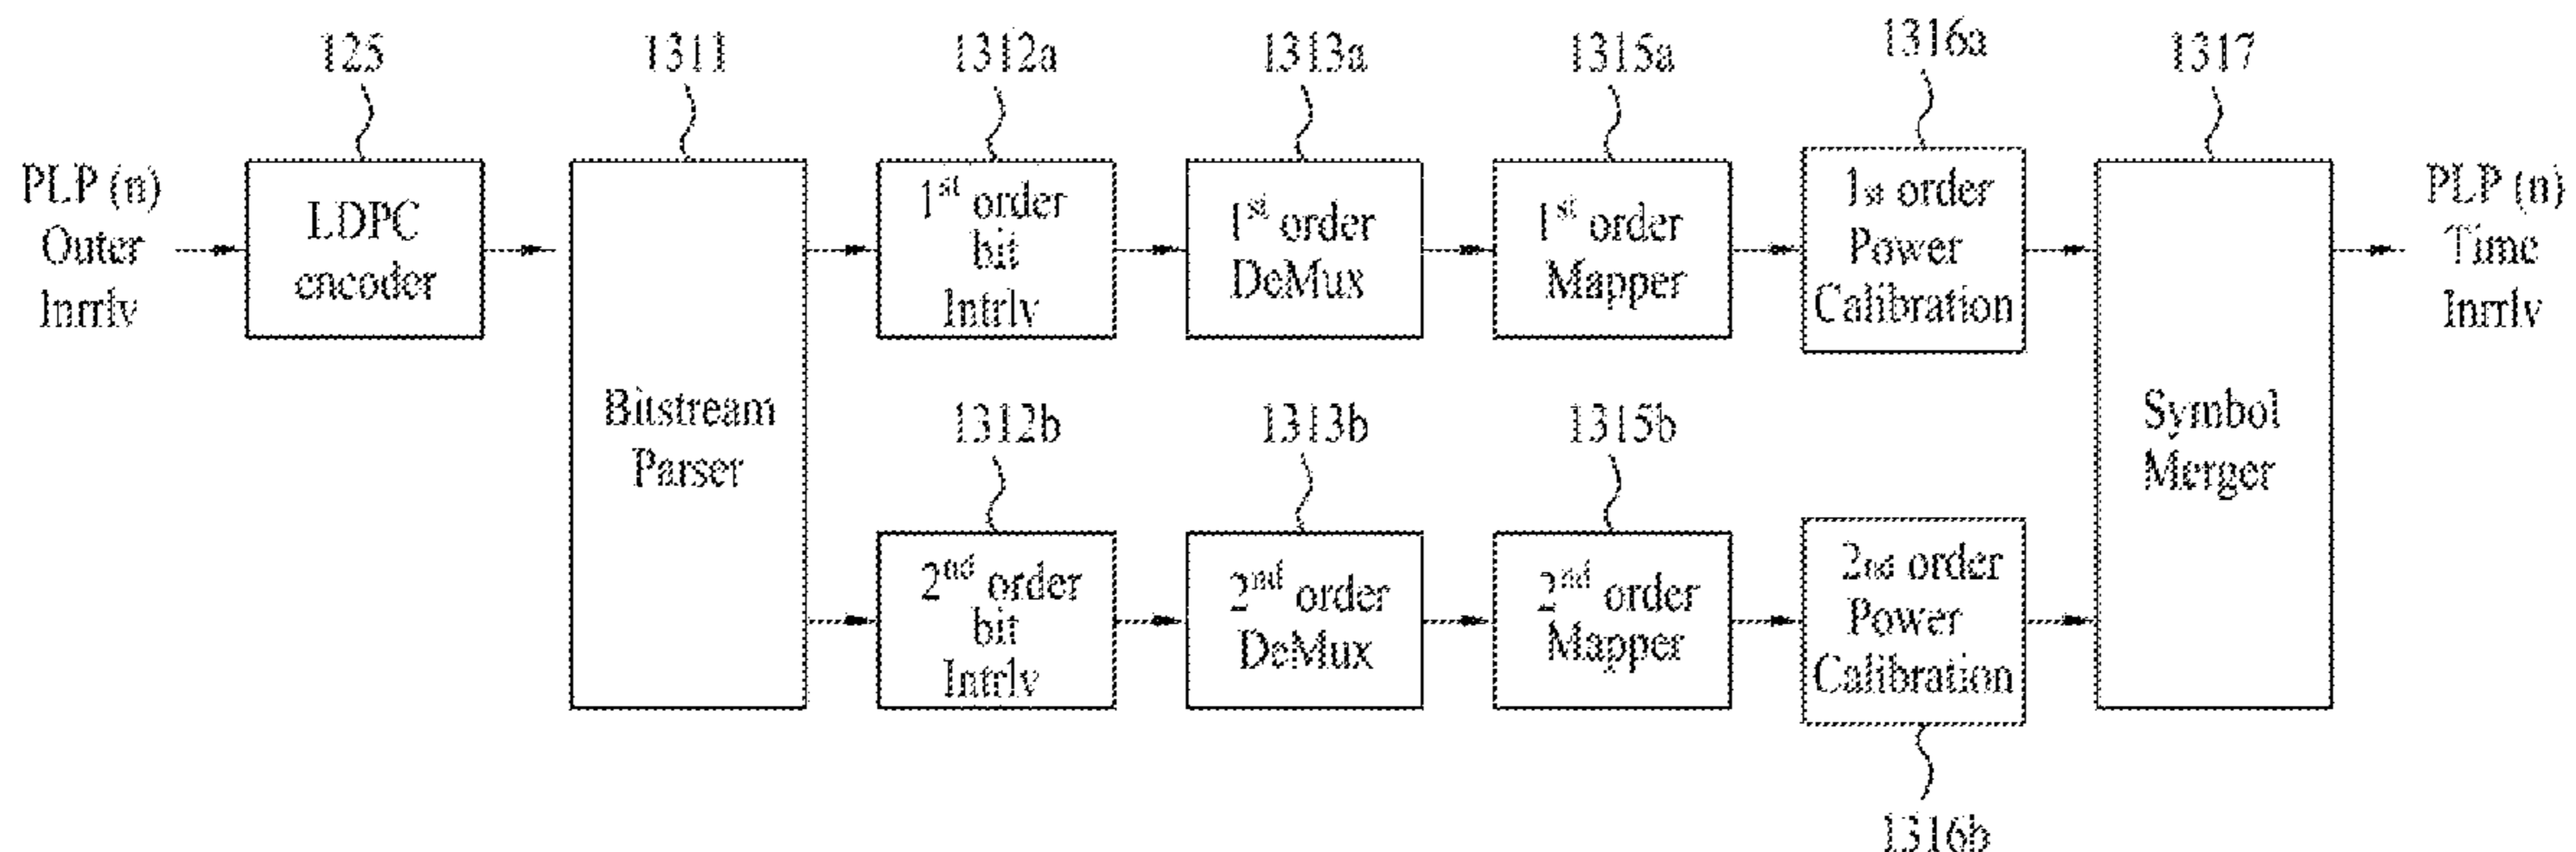 125
1311
1312a
1313a
1315a
1316a
1317
PLP (n)
Outer
Inrrlv
LDPC
encoder
Bitstream
Parser
1st order
bit
Intrlv
1st order
DeMux
1st order
Mapper
1st order
Power
Calibration
Symbol
Merger
PLP (n)
Time
Inrrlv
1312b
1313b
1315b
2nd order
bit
Intrlv
2nd order
DeMux
2nd order
Mapper
2nd order
Power
Calibration
1316b